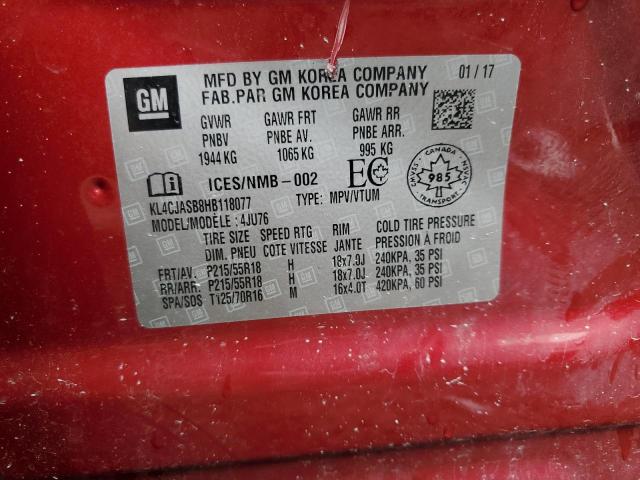 GM
MFD BY GM KOREA COMPANY 01/17
FAB.PAR GM KOREA COMPANY
GVWR GAWR FRT GAWR RR
PNBV PNBE AV. PNBE ARR.
1944 KG 1065 KG 995 KG
ICES/NMB-002 EC
CANADA
CMVSS 985 NSVAC
TRANSPORT
KL4CJASB8HB118077 TYPE: MPV/VTUM
MODEL/MODÈLE: 4JU76
TIRE SIZE SPEED RTG RIM COLD TIRE PRESSURE
DIM. PNEU COTE VITESSE JANTE PRESSION À FROID
FRT/AV. P215/55R18 H 18x7.0J 240KPA, 35 PSI
RR/ARR. P215/55R18 H 18x7.0J 240KPA, 35 PSI
SPA/SOS T125/70R16 M 16x4.0T 420KPA, 60 PSI